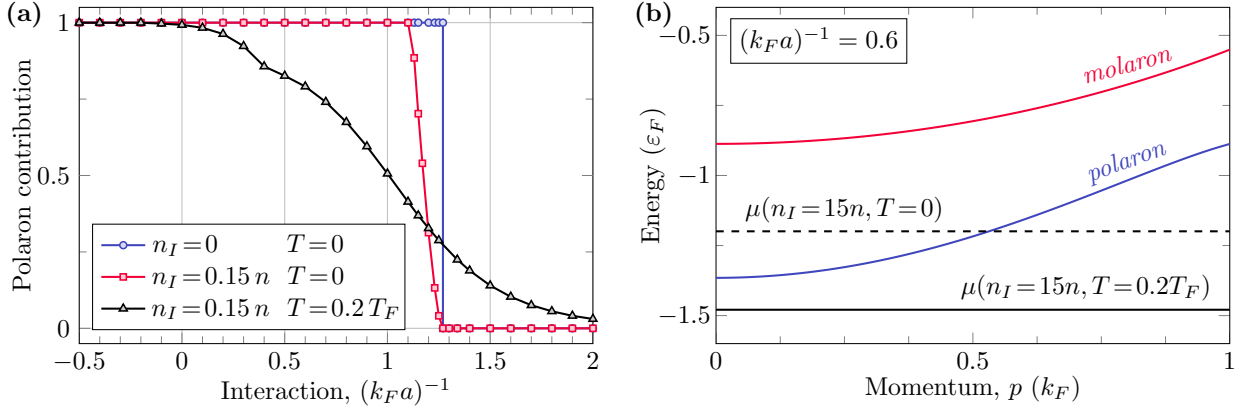 (a)
Polaron contribution
1
0.5
0
n_I=0 T=0
n_I=0.15 n T=0
n_I=0.15 n T=0.2 T_F
−0.5 0 0.5 1 1.5 2
Interaction, (k_F a)^{−1}
(b)
Energy (ε_F)
−0.5
−1
−1.5
(k_F a)^{−1} = 0.6
molaron
polaron
μ(n_I=15n, T=0)
μ(n_I=15n, T=0.2T_F)
0 0.5 1
Momentum, p (k_F)